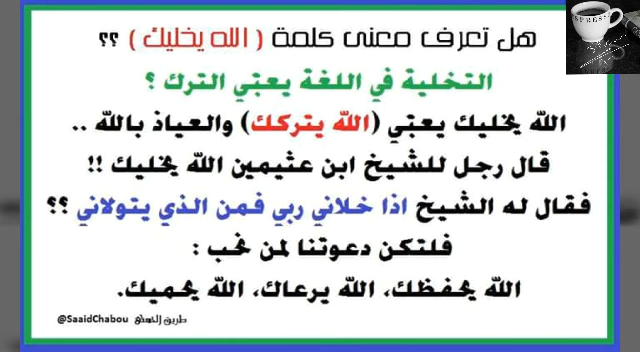 هل تعرف معنى كلمة ( الله يخليك ) ؟؟
التخلية في اللغة يعني الترك ؟
الله يخليك يعني (الله يتركك) والعياذ بالله ..
قال رجل للشيخ ابن عثيمين الله يخليك !!
فقال له الشيخ اذا خلاني ربي فمن الذي يتولاني ؟؟
فلتكن دعوتنا لمن نحب :
الله يحفظك، الله يرعاك، الله يحميك.
@SaaidChabou طريق الهدى